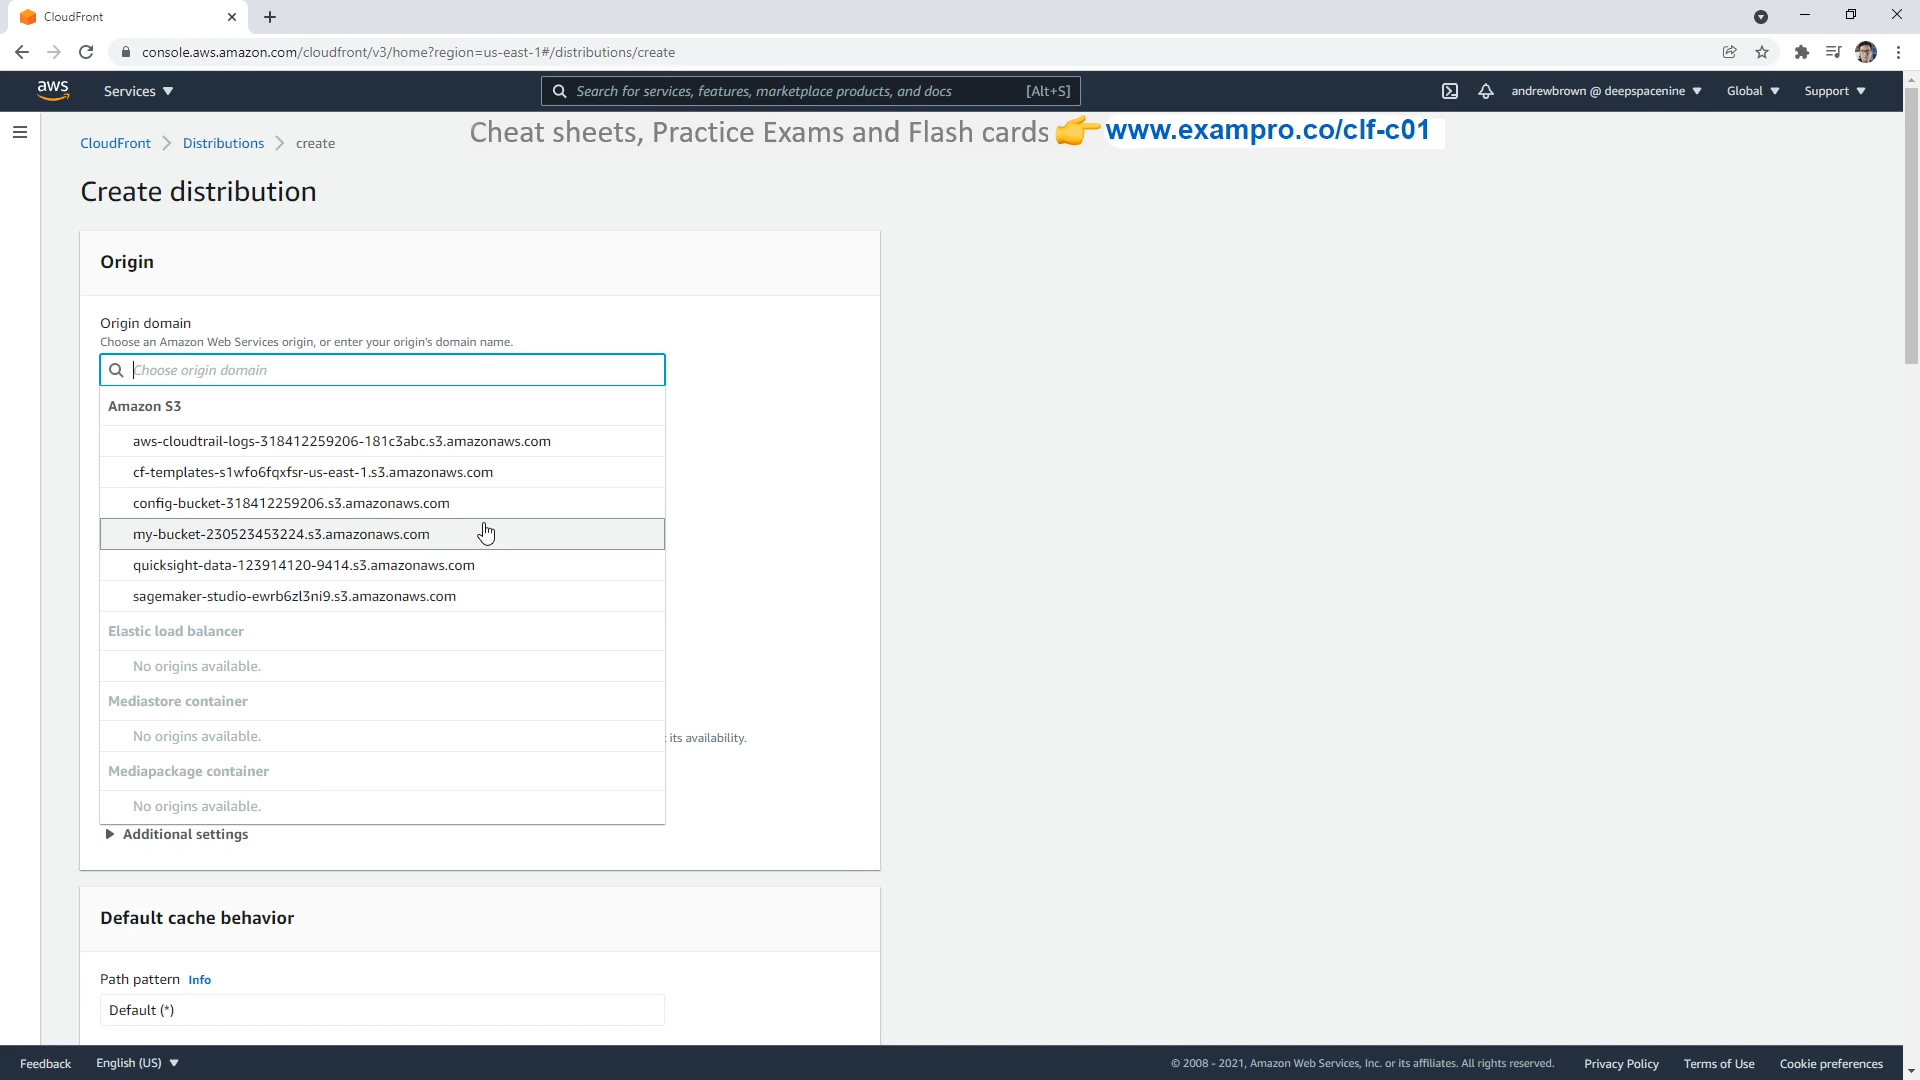 CloudFront
console.aws.amazon.com/cloudfront/v3/home?region=us-east-1#/distributions/create
aws
Services
Search for services, features, marketplace products, and docs
[Alt+S]
andrewbrown @ deepspacenine
Global
Support
CloudFront
Distributions
create
Cheat sheets, Practice Exams and Flash cards 👉 www.exampro.co/clf-c01
Create distribution
Origin
Origin domain
Choose an Amazon Web Services origin, or enter your origin's domain name.
Choose origin domain
Amazon S3
aws-cloudtrail-logs-318412259206-181c3abc.s3.amazonaws.com
cf-templates-s1wfo6fqxfsr-us-east-1.s3.amazonaws.com
config-bucket-318412259206.s3.amazonaws.com
my-bucket-230523453224.s3.amazonaws.com
quicksight-data-123914120-9414.s3.amazonaws.com
sagemaker-studio-ewrb6zl3ni9.s3.amazonaws.com
Elastic load balancer
No origins available.
Mediastore container
No origins available.
its availability.
Mediapackage container
No origins available.
Additional settings
Default cache behavior
Path pattern Info
Default (*)
Feedback
English (US)
© 2008 - 2021, Amazon Web Services, Inc. or its affiliates. All rights reserved.
Privacy Policy
Terms of Use
Cookie preferences